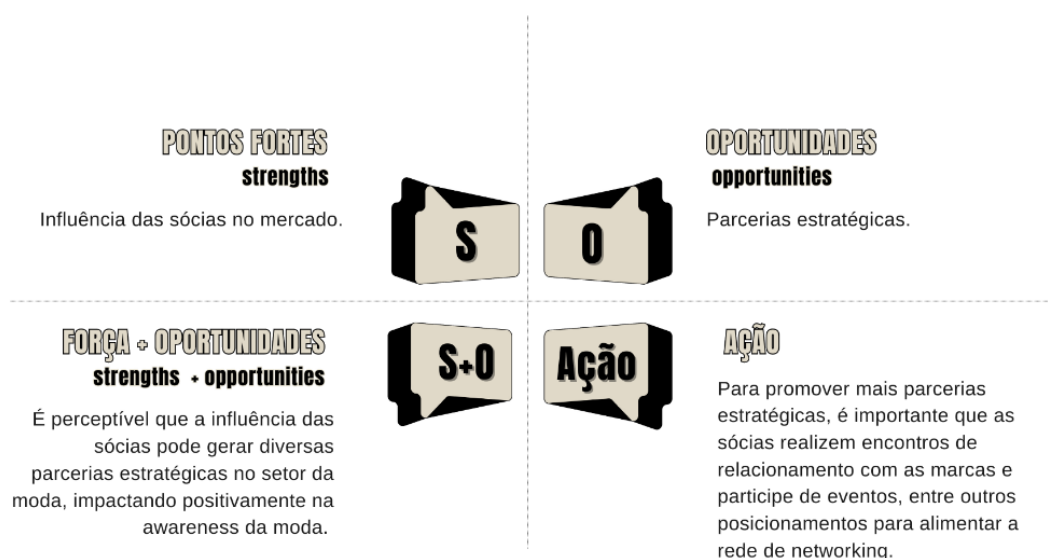 PONTOS FORTES
strengths
Influência das sócias no mercado.
S
OPORTUNIDADES
opportunities
Parcerias estratégicas.
O
FORÇA + OPORTUNIDADES
strengths + opportunities
É perceptível que a influência das
sócias pode gerar diversas
parcerias estratégicas no setor da
moda, impactando positivamente na
awareness da moda.
S+O
Ação
AÇÃO
Para promover mais parcerias
estratégicas, é importante que as
sócias realizem encontros de
relacionamento com as marcas e
participe de eventos, entre outros
posicionamentos para alimentar a
rede de networking.